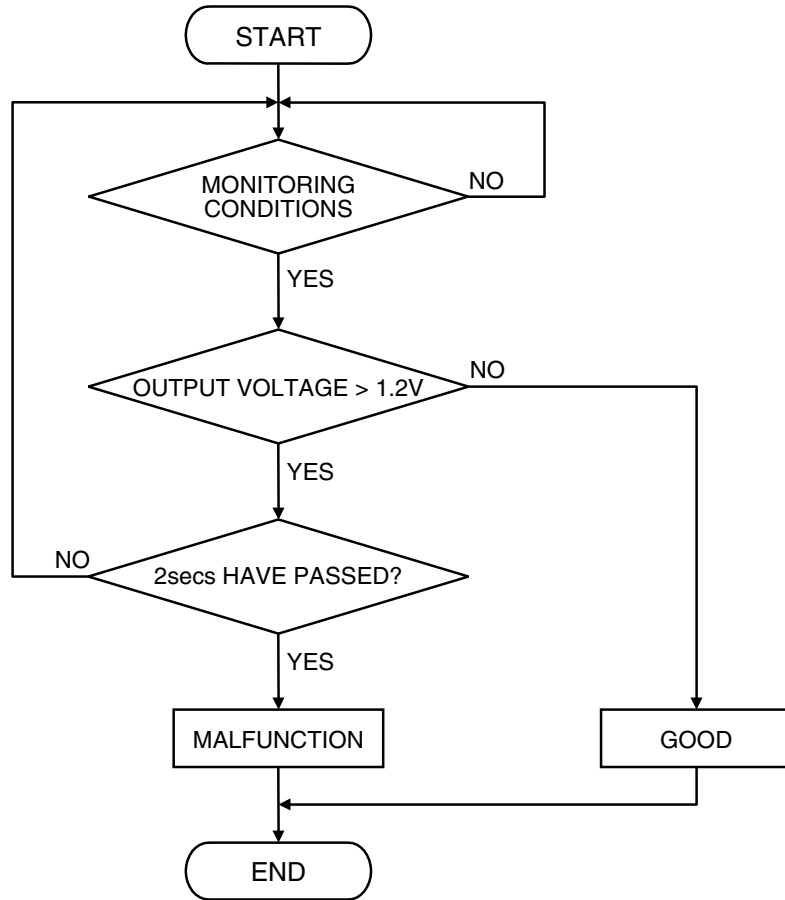 START
MONITORING
CONDITIONS
NO
YES
OUTPUT VOLTAGE > 1.2V
NO
YES
2secs HAVE PASSED?
NO
YES
MALFUNCTION
GOOD
END